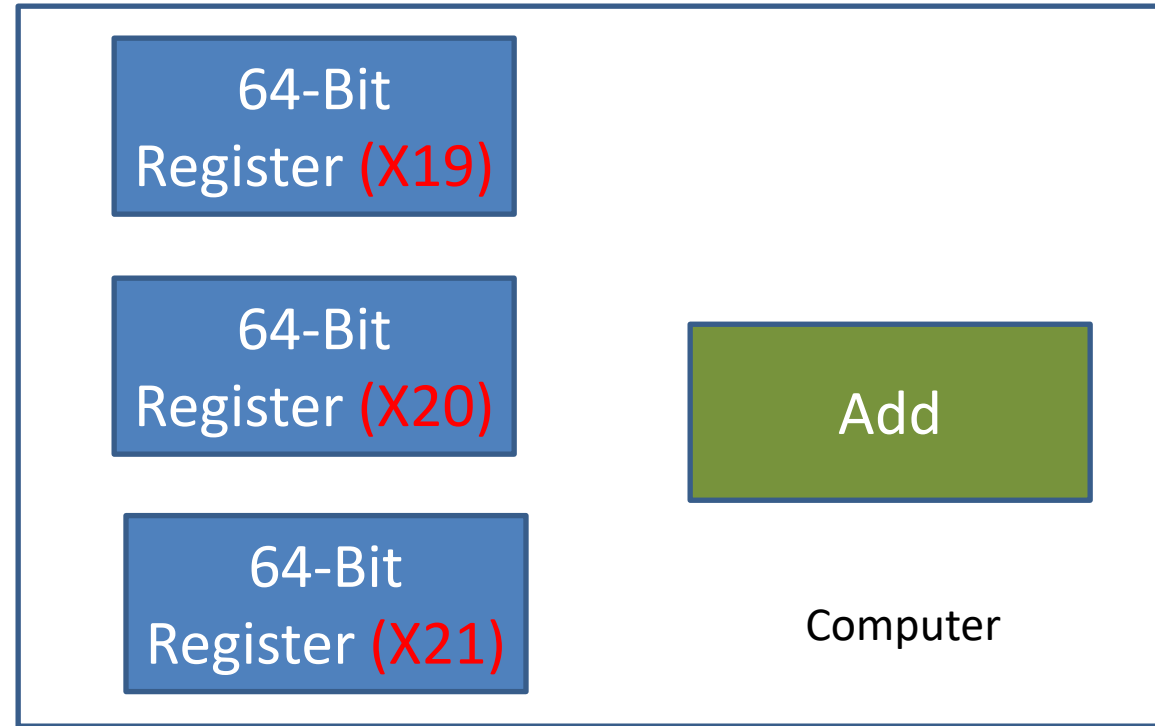 64-Bit
Register (X19)
64-Bit
Register (X20)
Add
64-Bit
Register (X21)
Computer